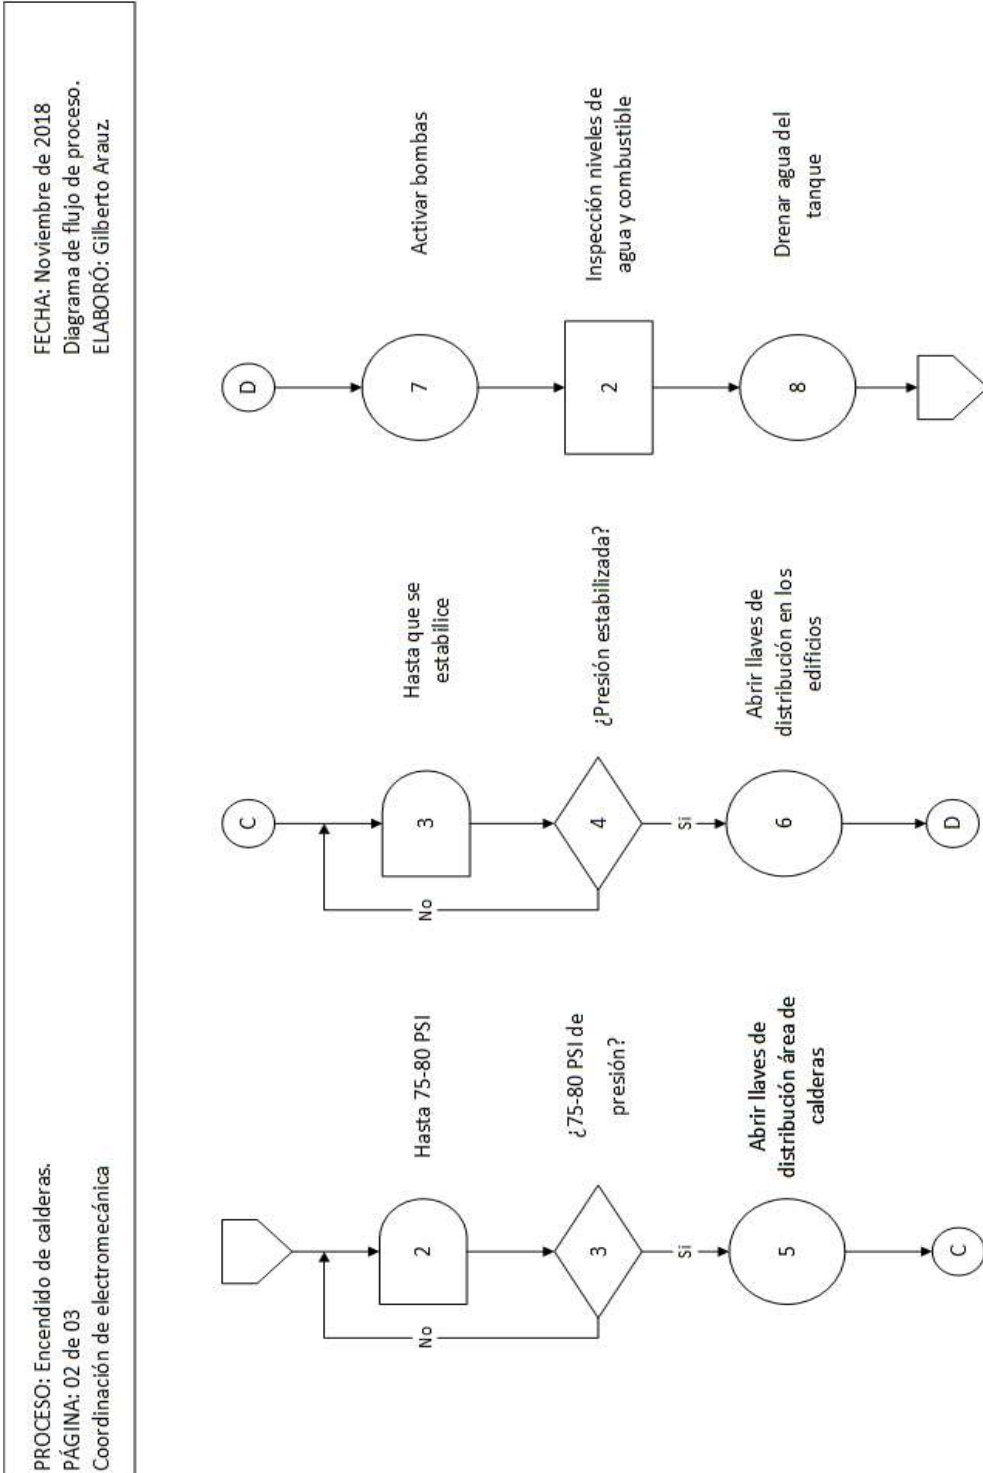 PROCESO: Encendido de calderas.
PÁGINA: 02 de 03
Coordinación de electromecánica
FECHA: Noviembre de 2018
Diagrama de flujo de proceso.
ELABORÓ: Gilberto Arauz.
2
Hasta 75-80 PSI
No
3
¿75-80 PSI de
presión?
Si
5
Abrir llaves de
distribución área de
calderas
C
C
3
Hasta que se
estabilice
No
4
¿Presión estabilizada?
Si
6
Abrir llaves de
distribución en los
edificios
D
D
7
Activar bombas
2
Inspección niveles de
agua y combustible
8
Drenar agua del
tanque